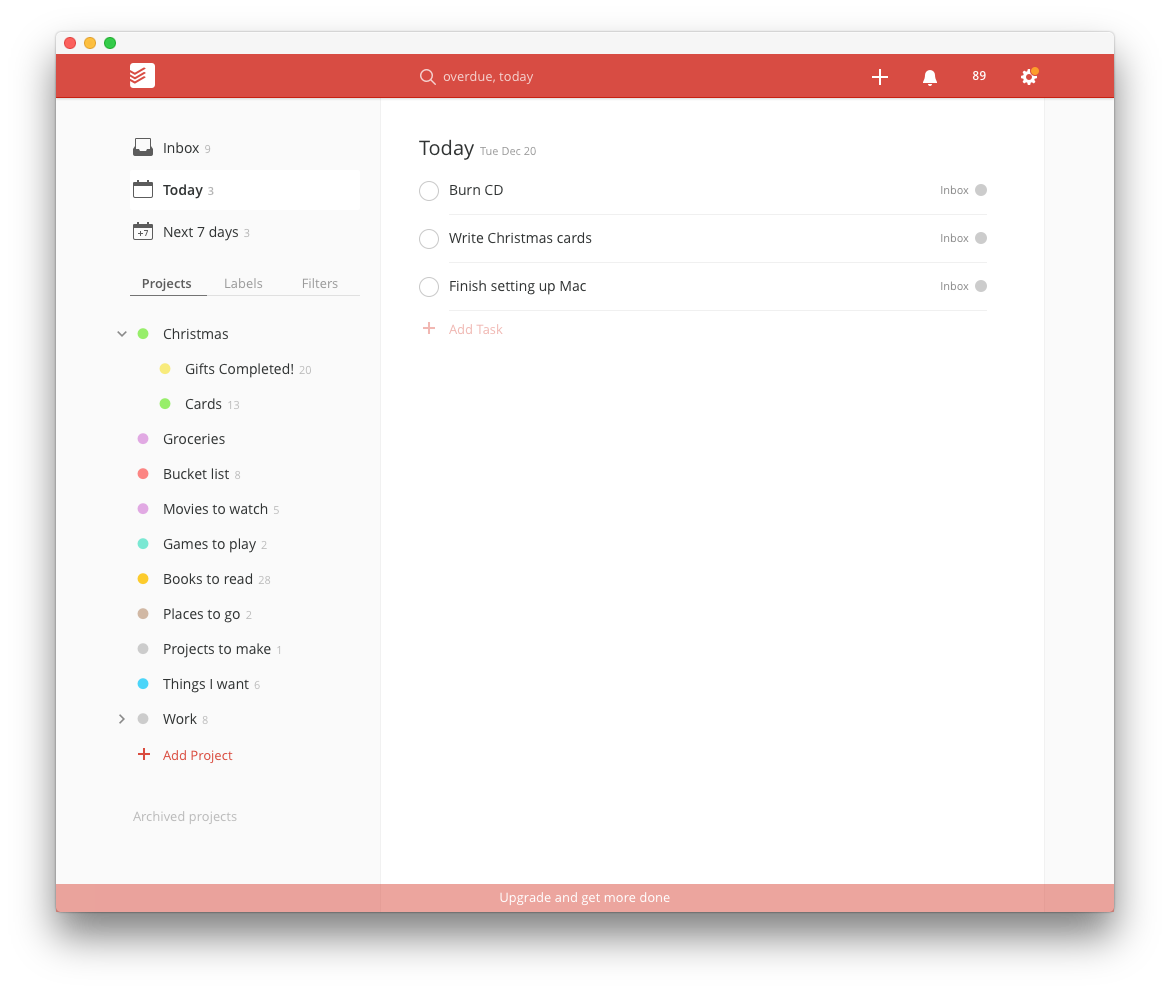 overdue, today
89
Inbox 9
Today 3
+7 Next 7 days 3
Projects Labels Filters
Christmas
Gifts Completed! 20
Cards 13
Groceries
Bucket list 8
Movies to watch 5
Games to play 2
Books to read 28
Places to go 2
Projects to make 1
Things I want 6
Work 8
+ Add Project
Archived projects
Today Tue Dec 20
Burn CD Inbox
Write Christmas cards Inbox
Finish setting up Mac Inbox
+ Add Task
Upgrade and get more done